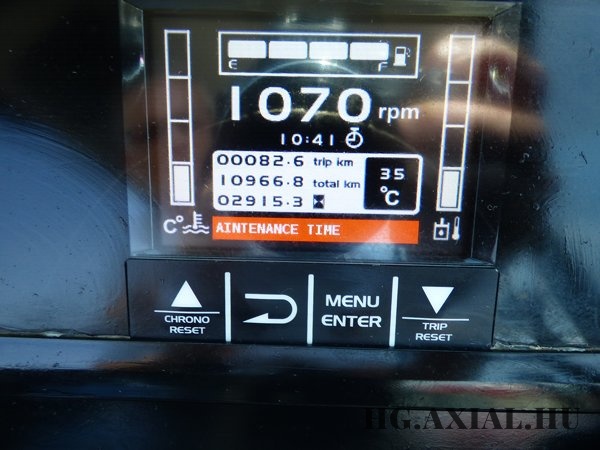 E F
1070 rpm
10:41
00082.6 trip km
10966.8 total km
02915.3
35
°C
C°
AINTENANCE TIME
CHRONO
RESET
MENU
ENTER
TRIP
RESET
HG.AXIAL.HU